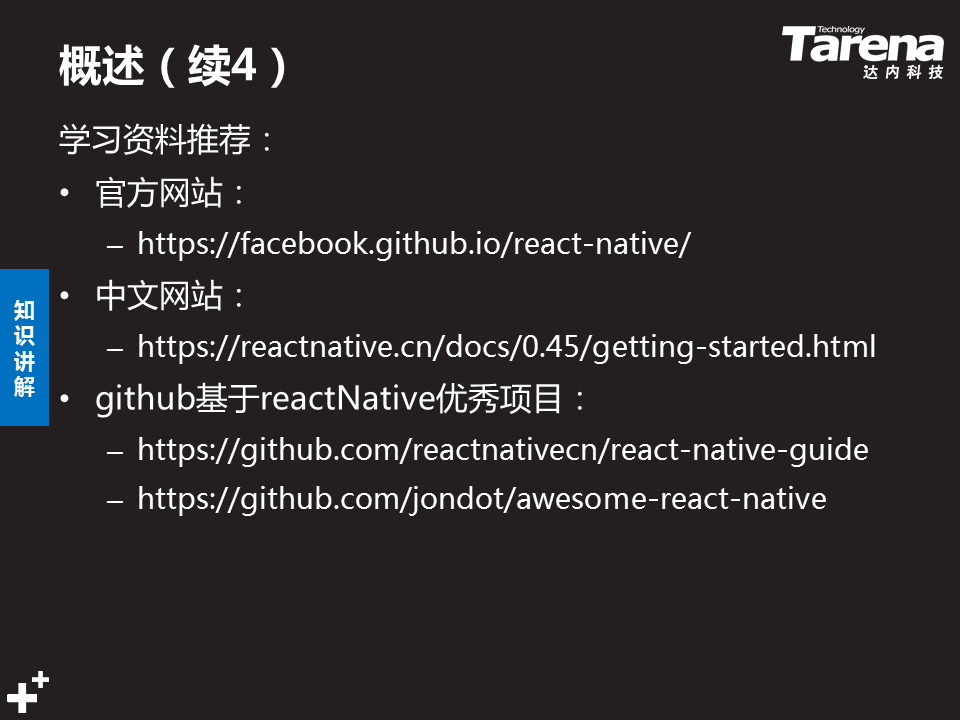 概述（续4）
Technology
Tarena
达内科技
学习资料推荐：
• 官方网站：
– https://facebook.github.io/react-native/
• 中文网站：
– https://reactnative.cn/docs/0.45/getting-started.html
• github基于reactNative优秀项目：
– https://github.com/reactnativecn/react-native-guide
– https://github.com/jondot/awesome-react-native
知识讲解